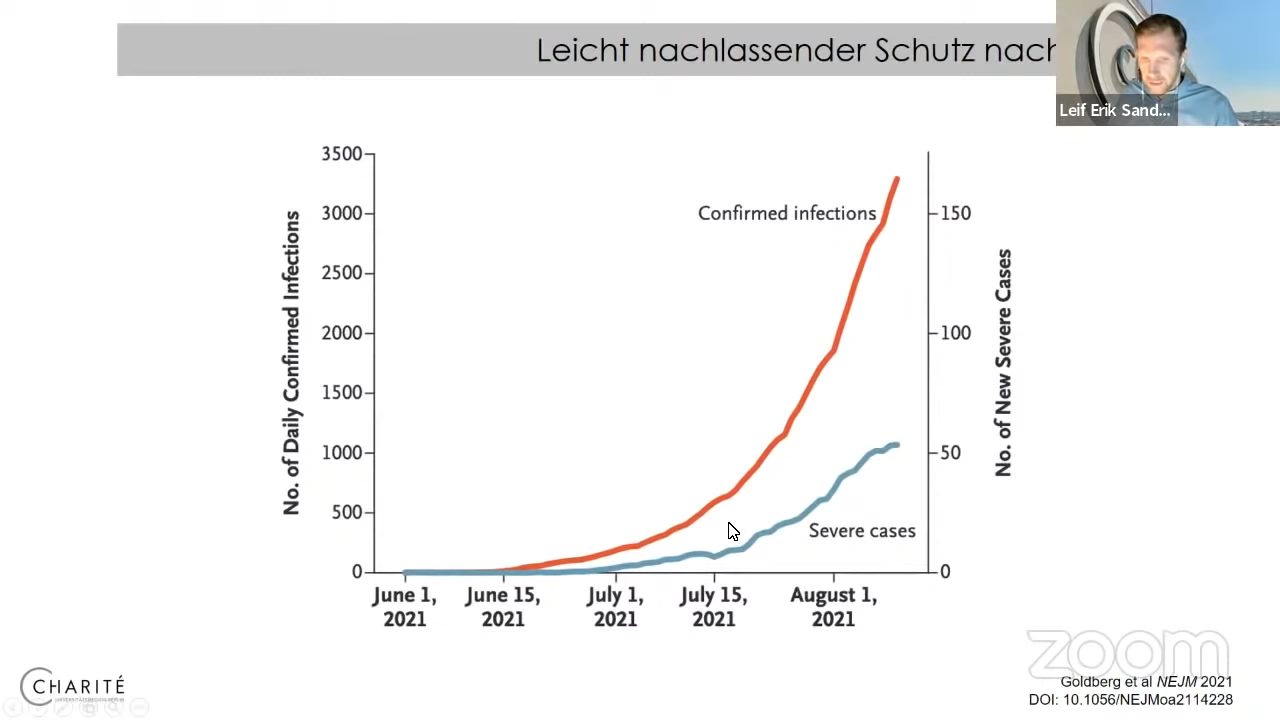 Leicht nachlassender Schutz nach
Leif Erik Sand...
3500
3000
2500
2000
1500
1000
500
0
No. of Daily Confirmed Infections
Confirmed infections
Severe cases
150
100
50
0
No. of New Severe Cases
June 1,
2021
June 15,
2021
July 1,
2021
July 15,
2021
August 1,
2021
zoom
CHARITÉ
Goldberg et al NEJM 2021
DOI: 10.1056/NEJMoa2114228